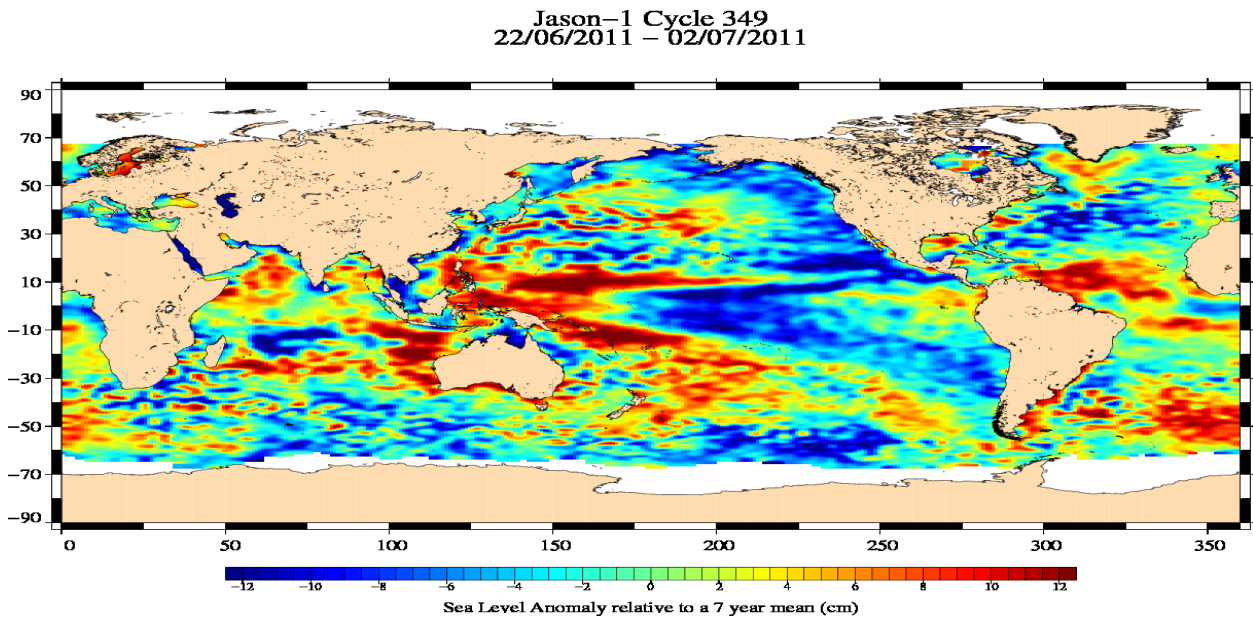 Jason−1 Cycle 349
22/06/2011 − 02/07/2011
90
70
50
30
10
−10
−30
−50
−70
−90
0 50 100 150 200 250 300 350
−12 −10 −8 −6 −4 −2 0 2 4 6 8 10 12
Sea Level Anomaly relative to a 7 year mean (cm)